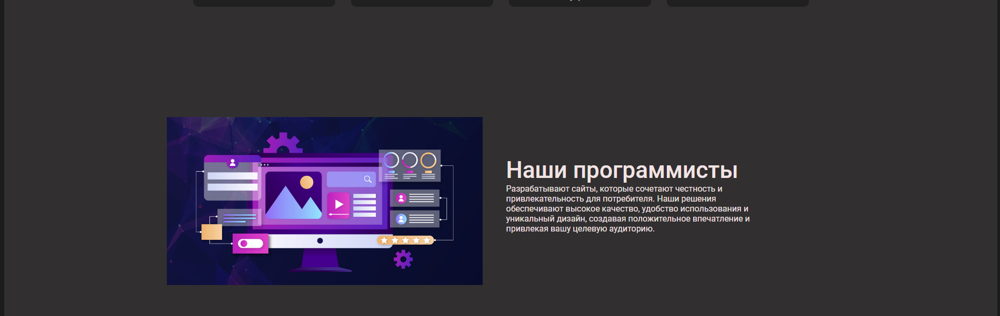 Наши программисты
Разрабатывают сайты, которые сочетают честность и
привлекательность для потребителя. Наши решения
обеспечивают высокое качество, удобство использования и
уникальный дизайн, создавая положительное впечатление и
привлекая вашу целевую аудиторию.